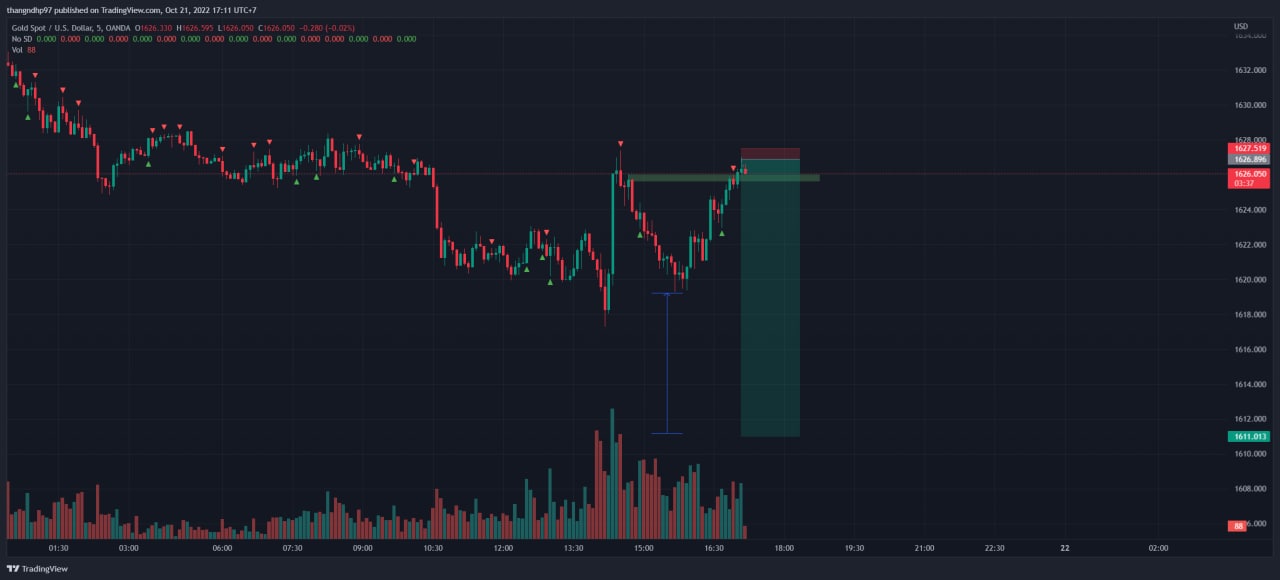 thangndhp97 published on TradingView.com, Oct 21, 2022 17:11 UTC+7
Gold Spot / U.S. Dollar, 5, OANDA O1626.330 H1626.595 L1626.050 C1626.050 −0.280 (−0.02%)
No SD 0.000 0.000 0.000 0.000 0.000 0.000 0.000 0.000 0.000 0.000 0.000 0.000 0.000 0.000 0.000 0.000
Vol 88
USD
1634.000
1632.000
1630.000
1628.000
1627.519
1626.896
1626.050
03:37
1624.000
1622.000
1620.000
1618.000
1616.000
1614.000
1612.000
1611.013
1610.000
1608.000
88
6.000
01:30 03:00 06:00 07:30 09:00 10:30 12:00 13:30 15:00 16:30 18:00 19:30 21:00 22:30 22 02:00
TradingView